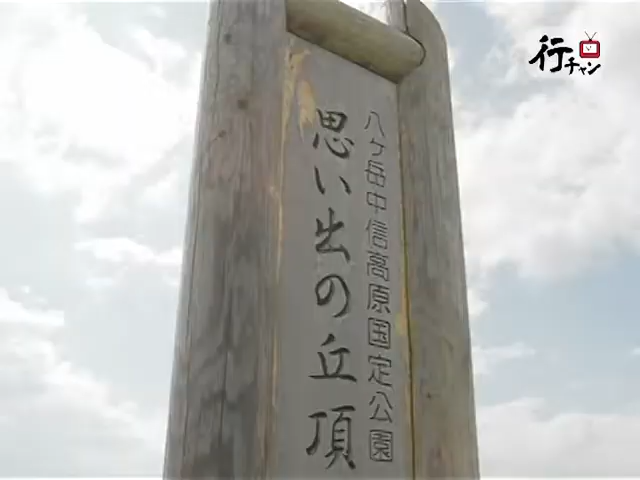 八ヶ岳中信高原国定公園
思い出の丘頂
行チャン